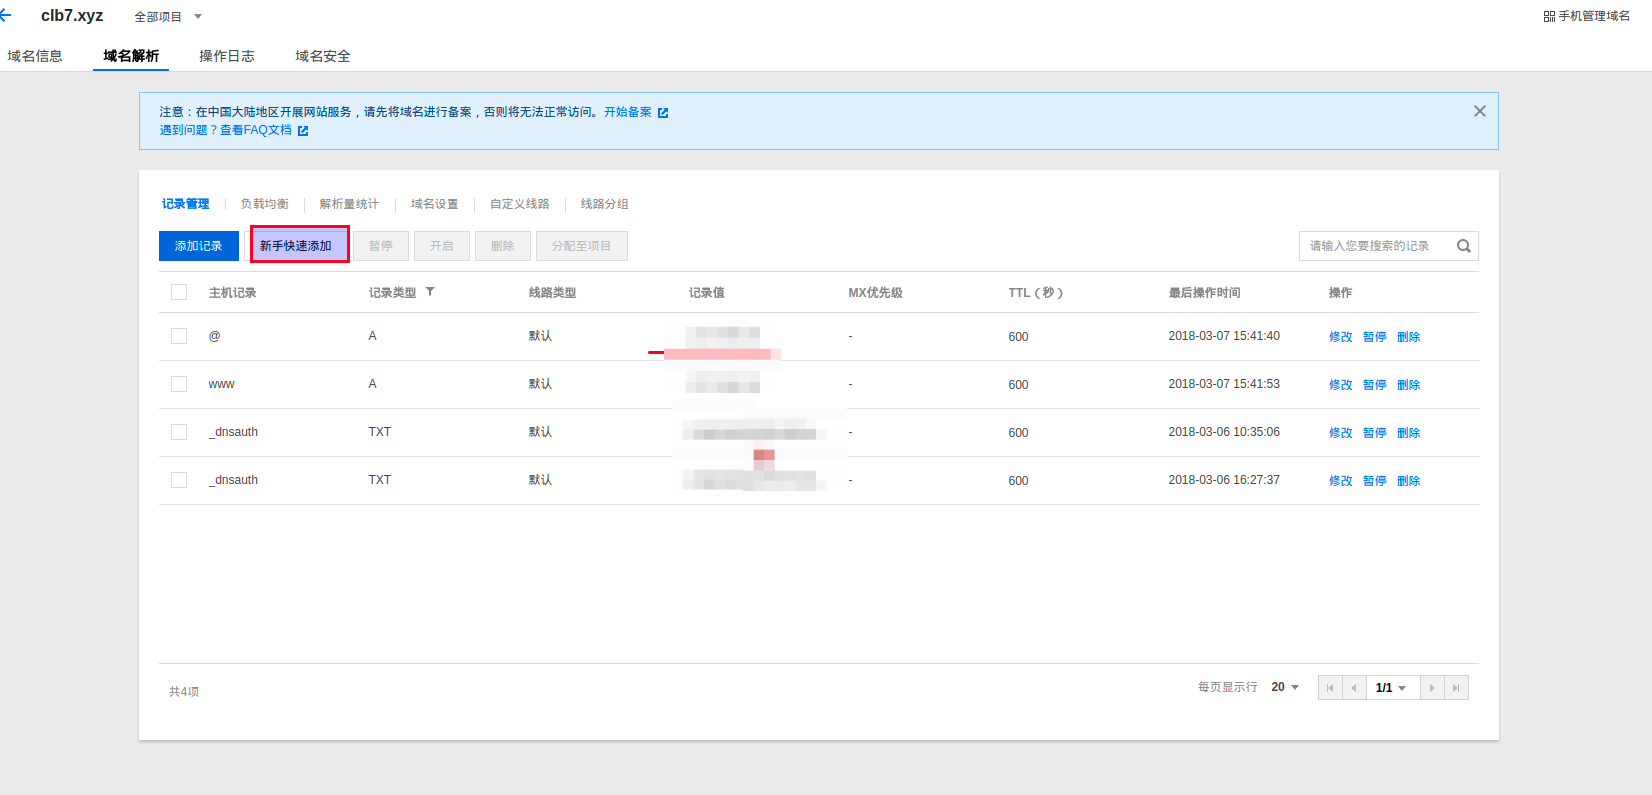 clb7.xyz 全部项目 手机管理域名
域名信息 域名解析 操作日志 域名安全
注意：在中国大陆地区开展网站服务，请先将域名进行备案，否则将无法正常访问。开始备案
遇到问题？查看FAQ文档
记录管理 负载均衡 解析量统计 域名设置 自定义线路 线路分组
添加记录 新手快速添加 暂停 开启 删除 分配至项目 请输入您要搜索的记录
主机记录 记录类型 线路类型 记录值 MX优先级 TTL（秒） 最后操作时间 操作
@ A 默认 - 600 2018-03-07 15:41:40 修改 暂停 删除
www A 默认 - 600 2018-03-07 15:41:53 修改 暂停 删除
_dnsauth TXT 默认 - 600 2018-03-06 10:35:06 修改 暂停 删除
_dnsauth TXT 默认 - 600 2018-03-06 16:27:37 修改 暂停 删除
共4项 每页显示行 20 1/1